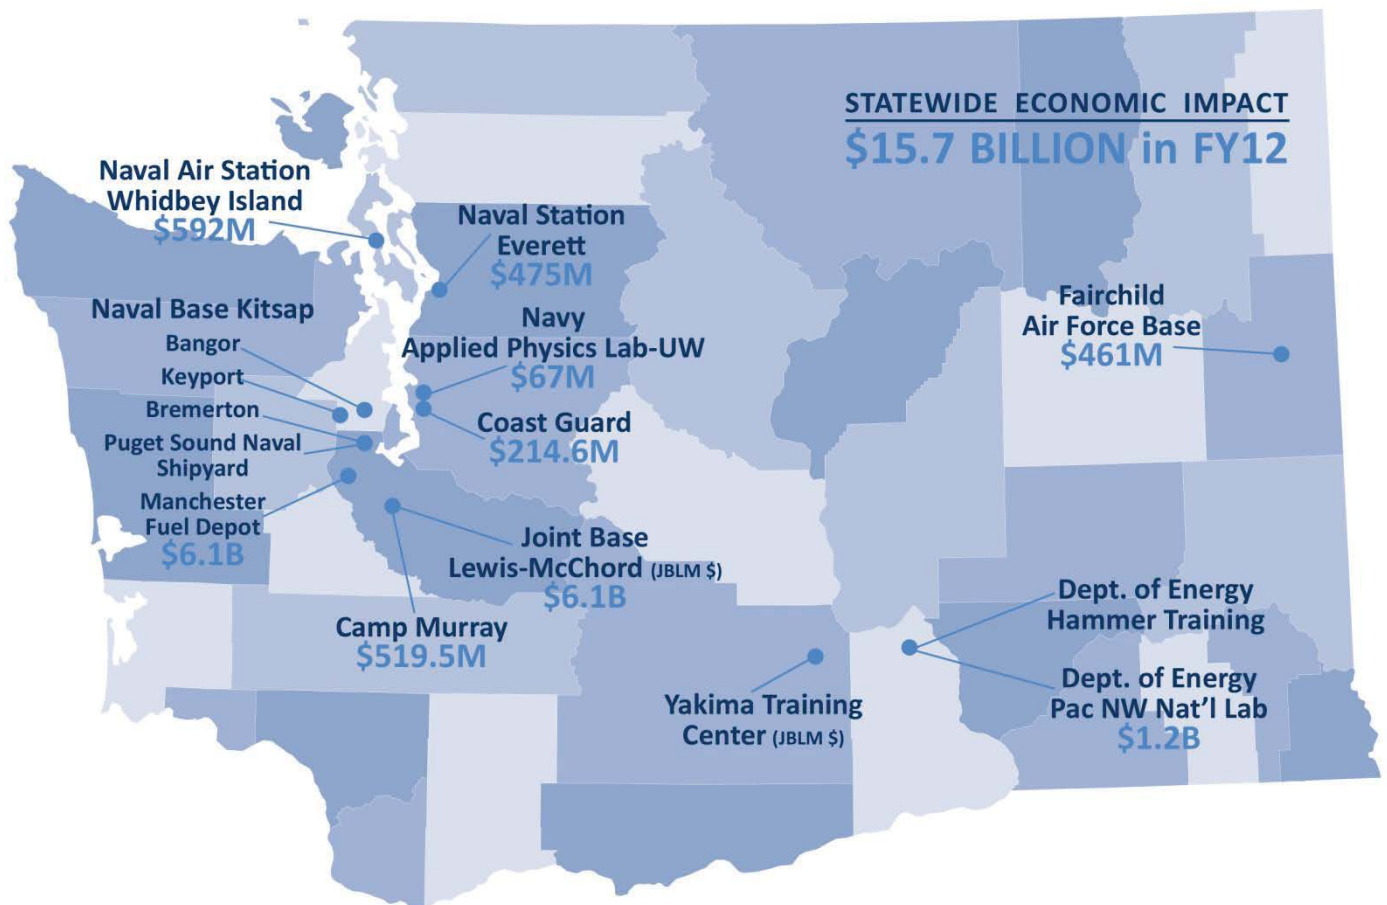 STATEWIDE ECONOMIC IMPACT
$15.7 BILLION in FY12
Naval Air Station
Whidbey Island
$592M
Naval Station
Everett
$475M
Naval Base Kitsap
Bangor
Keyport
Bremerton
Puget Sound Naval
Shipyard
Manchester
Fuel Depot
$6.1B
Navy
Applied Physics Lab-UW
$67M
Coast Guard
$214.6M
Fairchild
Air Force Base
$461M
Joint Base
Lewis-McChord (JBLM $)
$6.1B
Camp Murray
$519.5M
Yakima Training
Center (JBLM $)
Dept. of Energy
Hammer Training
Dept. of Energy
Pac NW Nat’l Lab
$1.2B